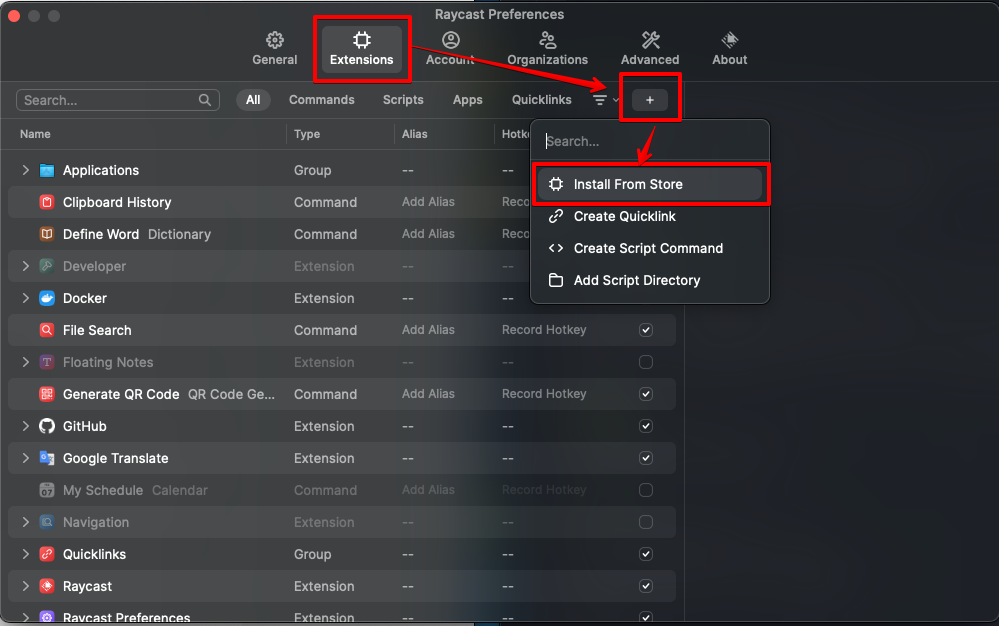 Raycast Preferences
General Extensions Account Organizations Advanced About
Search... All Commands Scripts Apps Quicklinks +
Name Type Alias
Search...
Install From Store
Create Quicklink
Create Script Command
Add Script Directory
Applications Group -- --
Clipboard History Command Add Alias
Define Word Dictionary Command Add Alias
Developer Extension -- --
Docker Extension -- --
File Search Command Add Alias Record Hotkey
Floating Notes Extension -- --
Generate QR Code QR Code Ge... Command Add Alias Record Hotkey
GitHub Extension -- --
Google Translate Extension -- --
07 My Schedule Calendar Command Add Alias Record Hotkey
Navigation Extension -- --
Quicklinks Group -- --
Raycast Extension -- --
Raycast Preferences Extension -- --